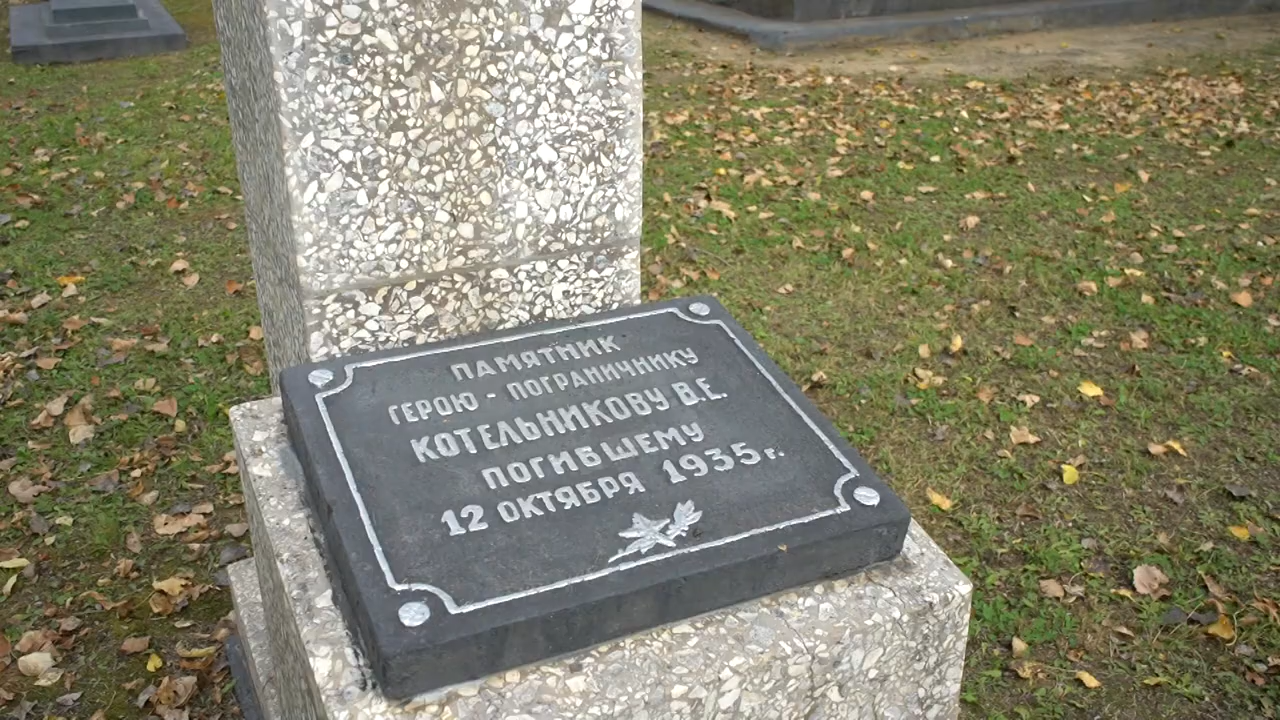 ПАМЯТНИК
ГЕРОЮ - ПОГРАНИЧНИКУ
КОТЕЛЬНИКОВУ В.Е.
ПОГИБШЕМУ
12 ОКТЯБРЯ 1935 г.